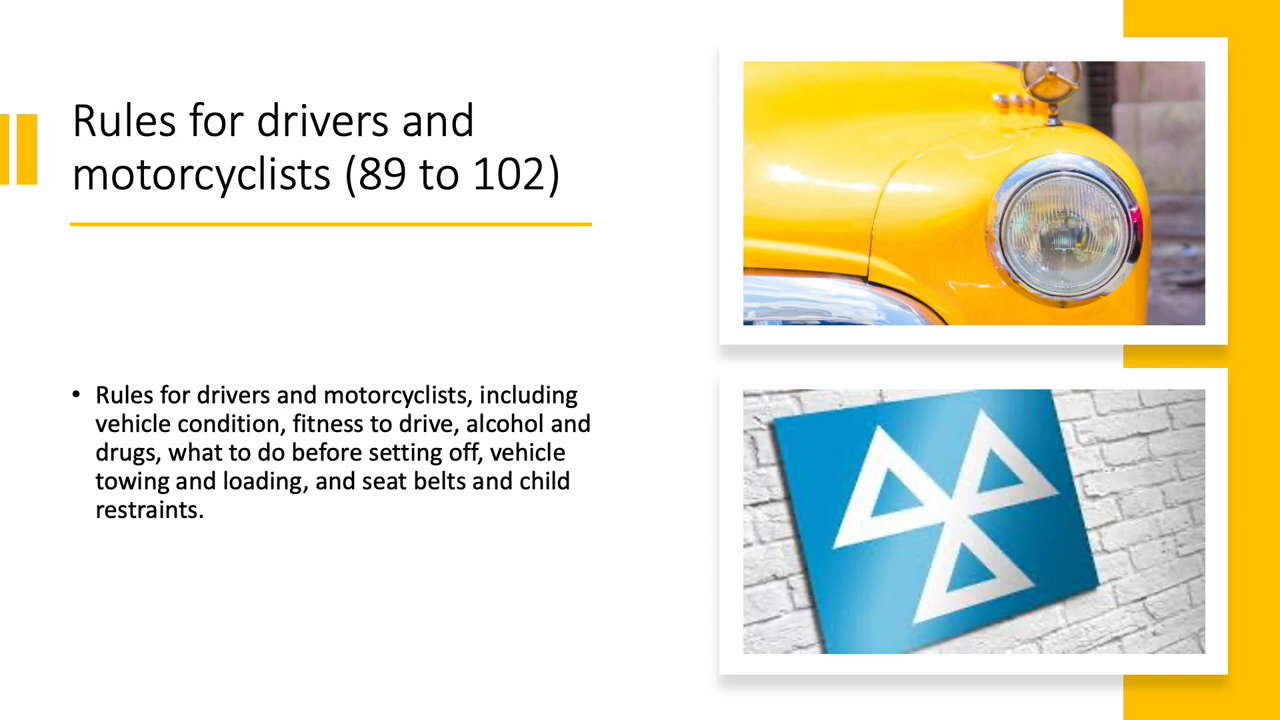 Rules for drivers and
motorcyclists (89 to 102)
• Rules for drivers and motorcyclists, including
vehicle condition, fitness to drive, alcohol and
drugs, what to do before setting off, vehicle
towing and loading, and seat belts and child
restraints.